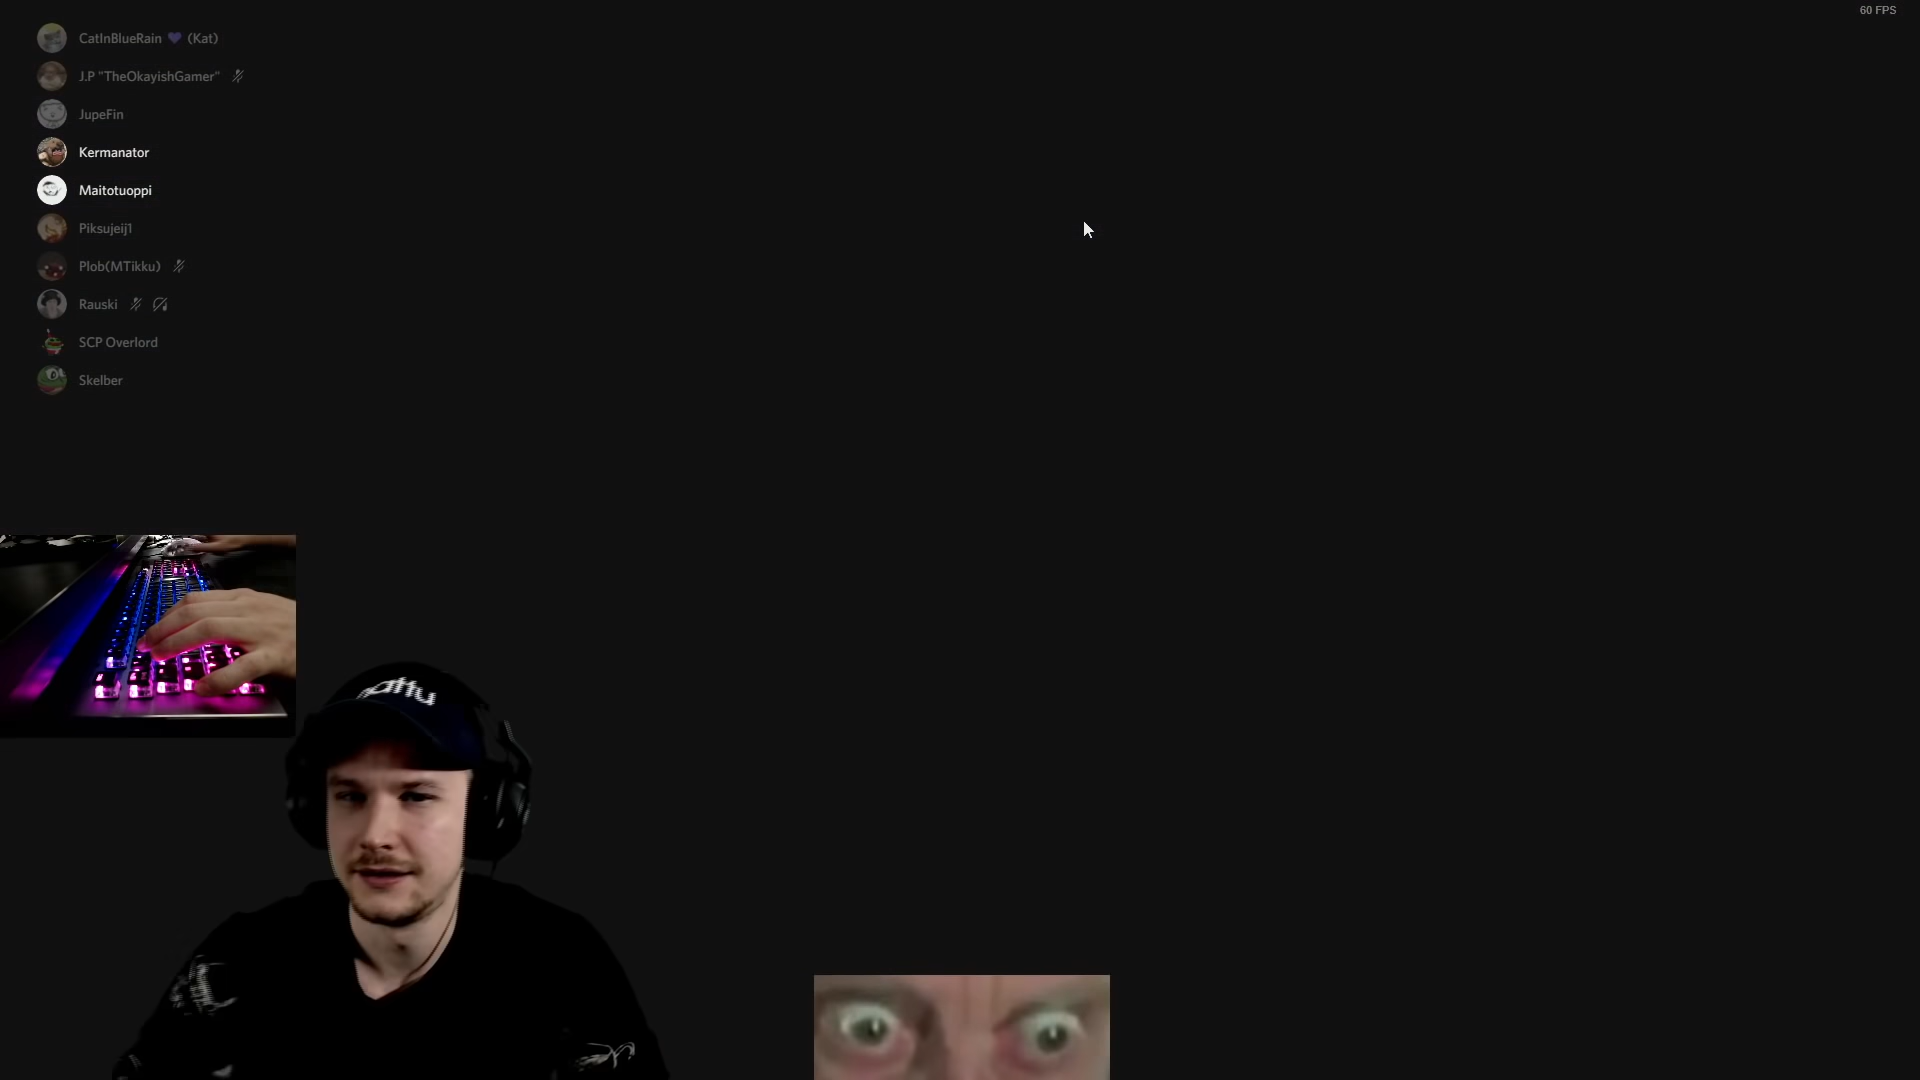 60 FPS
CatInBlueRain 💜 (Kat)
J.P "TheOkayishGamer"
JupeFin
Kermanator
Maitotuoppi
Piksujeij1
Plob(MTikku)
Rauski
SCP Overlord
Skelber